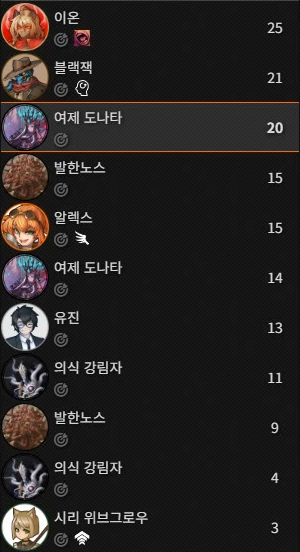 이온
25
블랙잭
21
여제 도나타
20
발한노스
15
알렉스
15
여제 도나타
14
유진
13
의식 강림자
11
발한노스
9
의식 강림자
4
시리 위브그로우
3